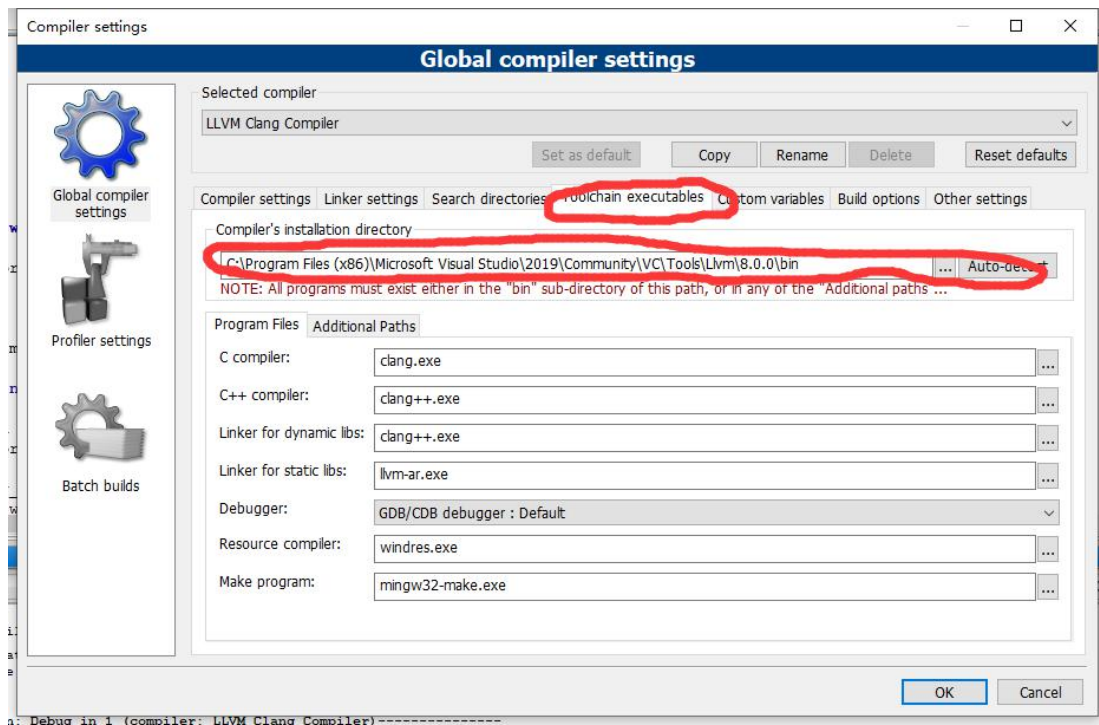 Compiler settings
Global compiler settings
Selected compiler
LLVM Clang Compiler
Set as default Copy Rename Delete Reset defaults
Global compiler settings
Compiler settings Linker settings Search directories Toolchain executables Custom variables Build options Other settings
Compiler's installation directory
C:\Program Files (x86)\Microsoft Visual Studio\2019\Community\VC\Tools\Llvm\8.0.0\bin ... Auto-detect
NOTE: All programs must exist either in the "bin" sub-directory of this path, or in any of the "Additional paths ...
Profiler settings
Program Files Additional Paths
C compiler: clang.exe ...
C++ compiler: clang++.exe ...
Linker for dynamic libs: clang++.exe ...
Linker for static libs: llvm-ar.exe ...
Batch builds
Debugger: GDB/CDB debugger : Default
Resource compiler: windres.exe ...
Make program: mingw32-make.exe ...
OK Cancel
: Debug in 1 (compiler: LLVM Clang Compiler)---------------